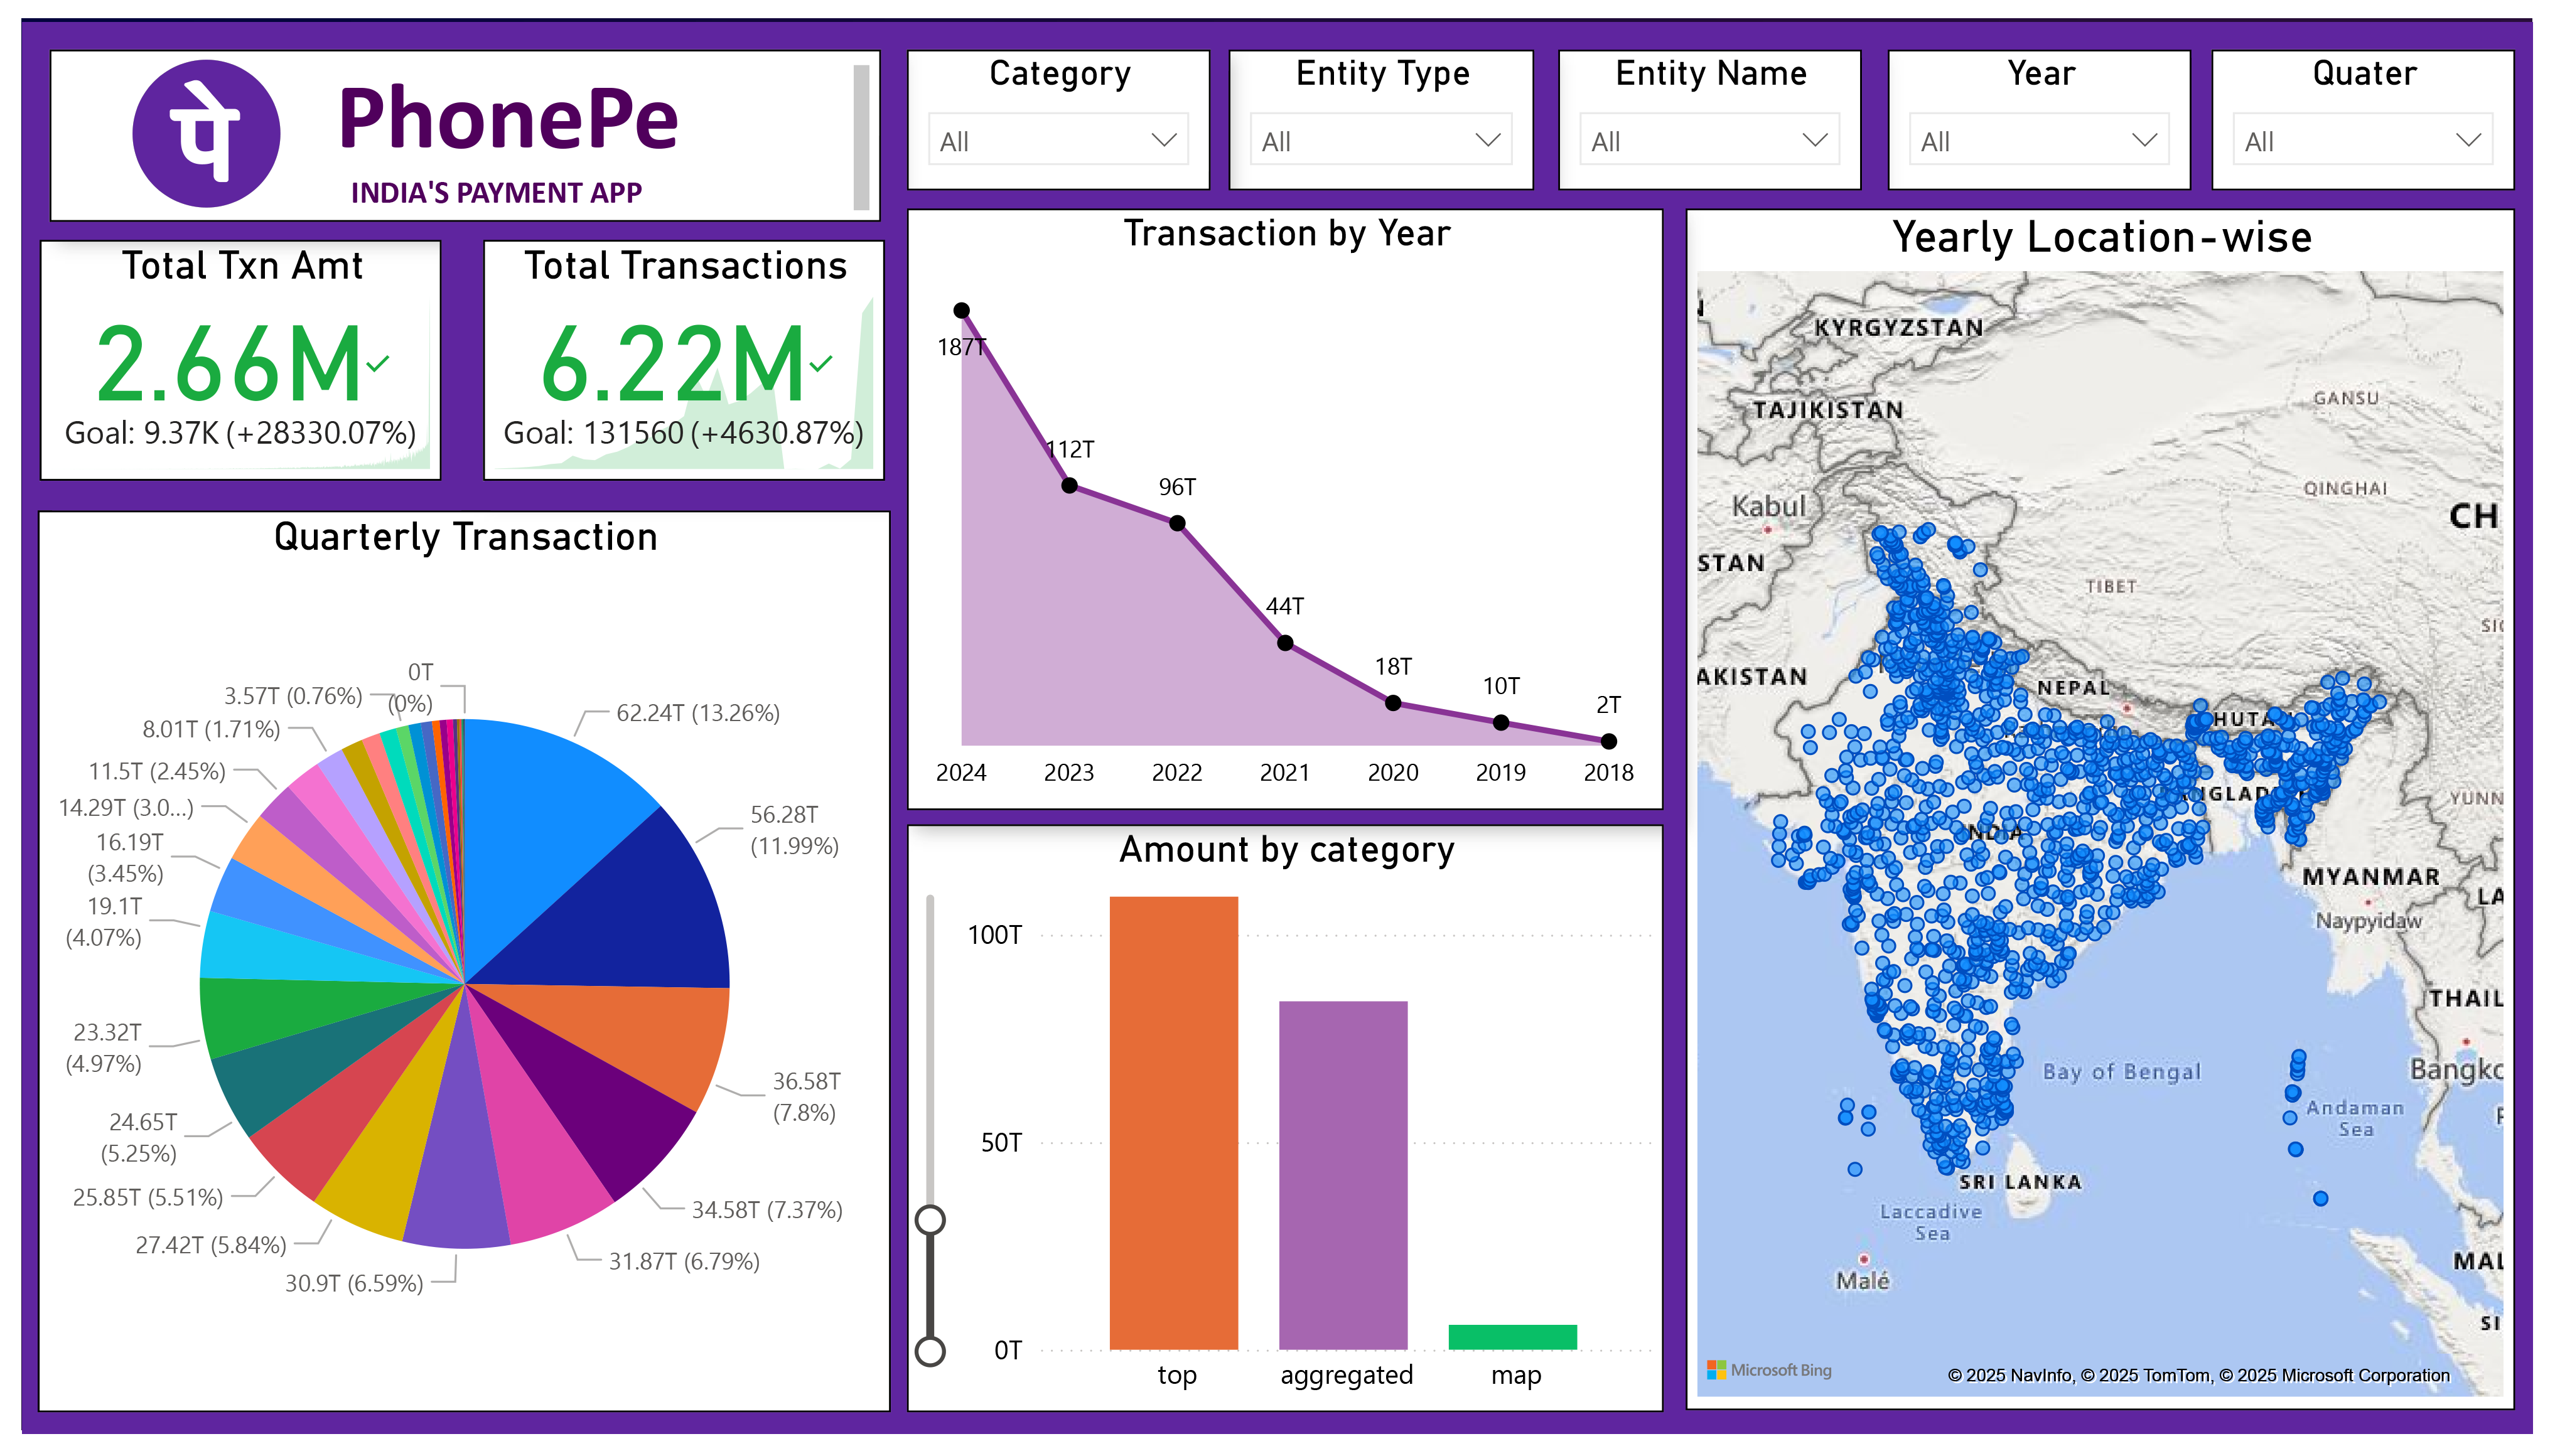 पे
PhonePe
INDIA'S PAYMENT APP
Category
All
Entity Type
All
Entity Name
All
Year
All
Quater
All
Total Txn Amt
2.66M
Goal: 9.37K (+28330.07%)
Total Transactions
6.22M
Goal: 131560 (+4630.87%)
Quarterly Transaction
0T
(0%)
3.57T (0.76%)
8.01T (1.71%)
11.5T (2.45%)
14.29T (3.0...)
16.19T
(3.45%)
19.1T
(4.07%)
23.32T
(4.97%)
24.65T
(5.25%)
25.85T (5.51%)
27.42T (5.84%)
30.9T (6.59%)
31.87T (6.79%)
34.58T (7.37%)
36.58T
(7.8%)
56.28T
(11.99%)
62.24T (13.26%)
Transaction by Year
187T
112T
96T
44T
18T
10T
2T
2024 2023 2022 2021 2020 2019 2018
Amount by category
100T
50T
0T
top aggregated map
Yearly Location-wise
KYRGYZSTAN
TAJIKISTAN
GANSU
QINGHAI
Kabul
CH
STAN
TIBET
SIC
AKISTAN
NEPAL
HUTA
NGLAD
YUNN
NDIA
MYANMAR
LA
Naypyidaw
THAIL
Bay of Bengal
Bangko
Andaman
Sea
SRI LANKA
Laccadive
Sea
MAL
Malé
SI
Microsoft Bing
© 2025 NavInfo, © 2025 TomTom, © 2025 Microsoft Corporation